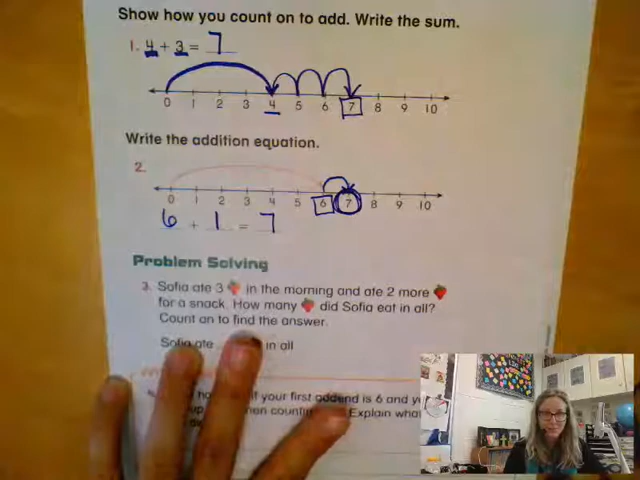 Show how you count on to add. Write the sum.
1. 4 + 3 = 7
0 1 2 3 4 5 6 7 8 9 10
Write the addition equation.
2.
0 1 2 3 4 5 6 7 8 9 10
6 + 1 = 7
Problem Solving
3. Sofia ate 3 in the morning and ate 2 more
for a snack. How many did Sofia eat in all?
Count on to find the answer.
Sofia ate in all
if your first addend is 6 and
Explain what